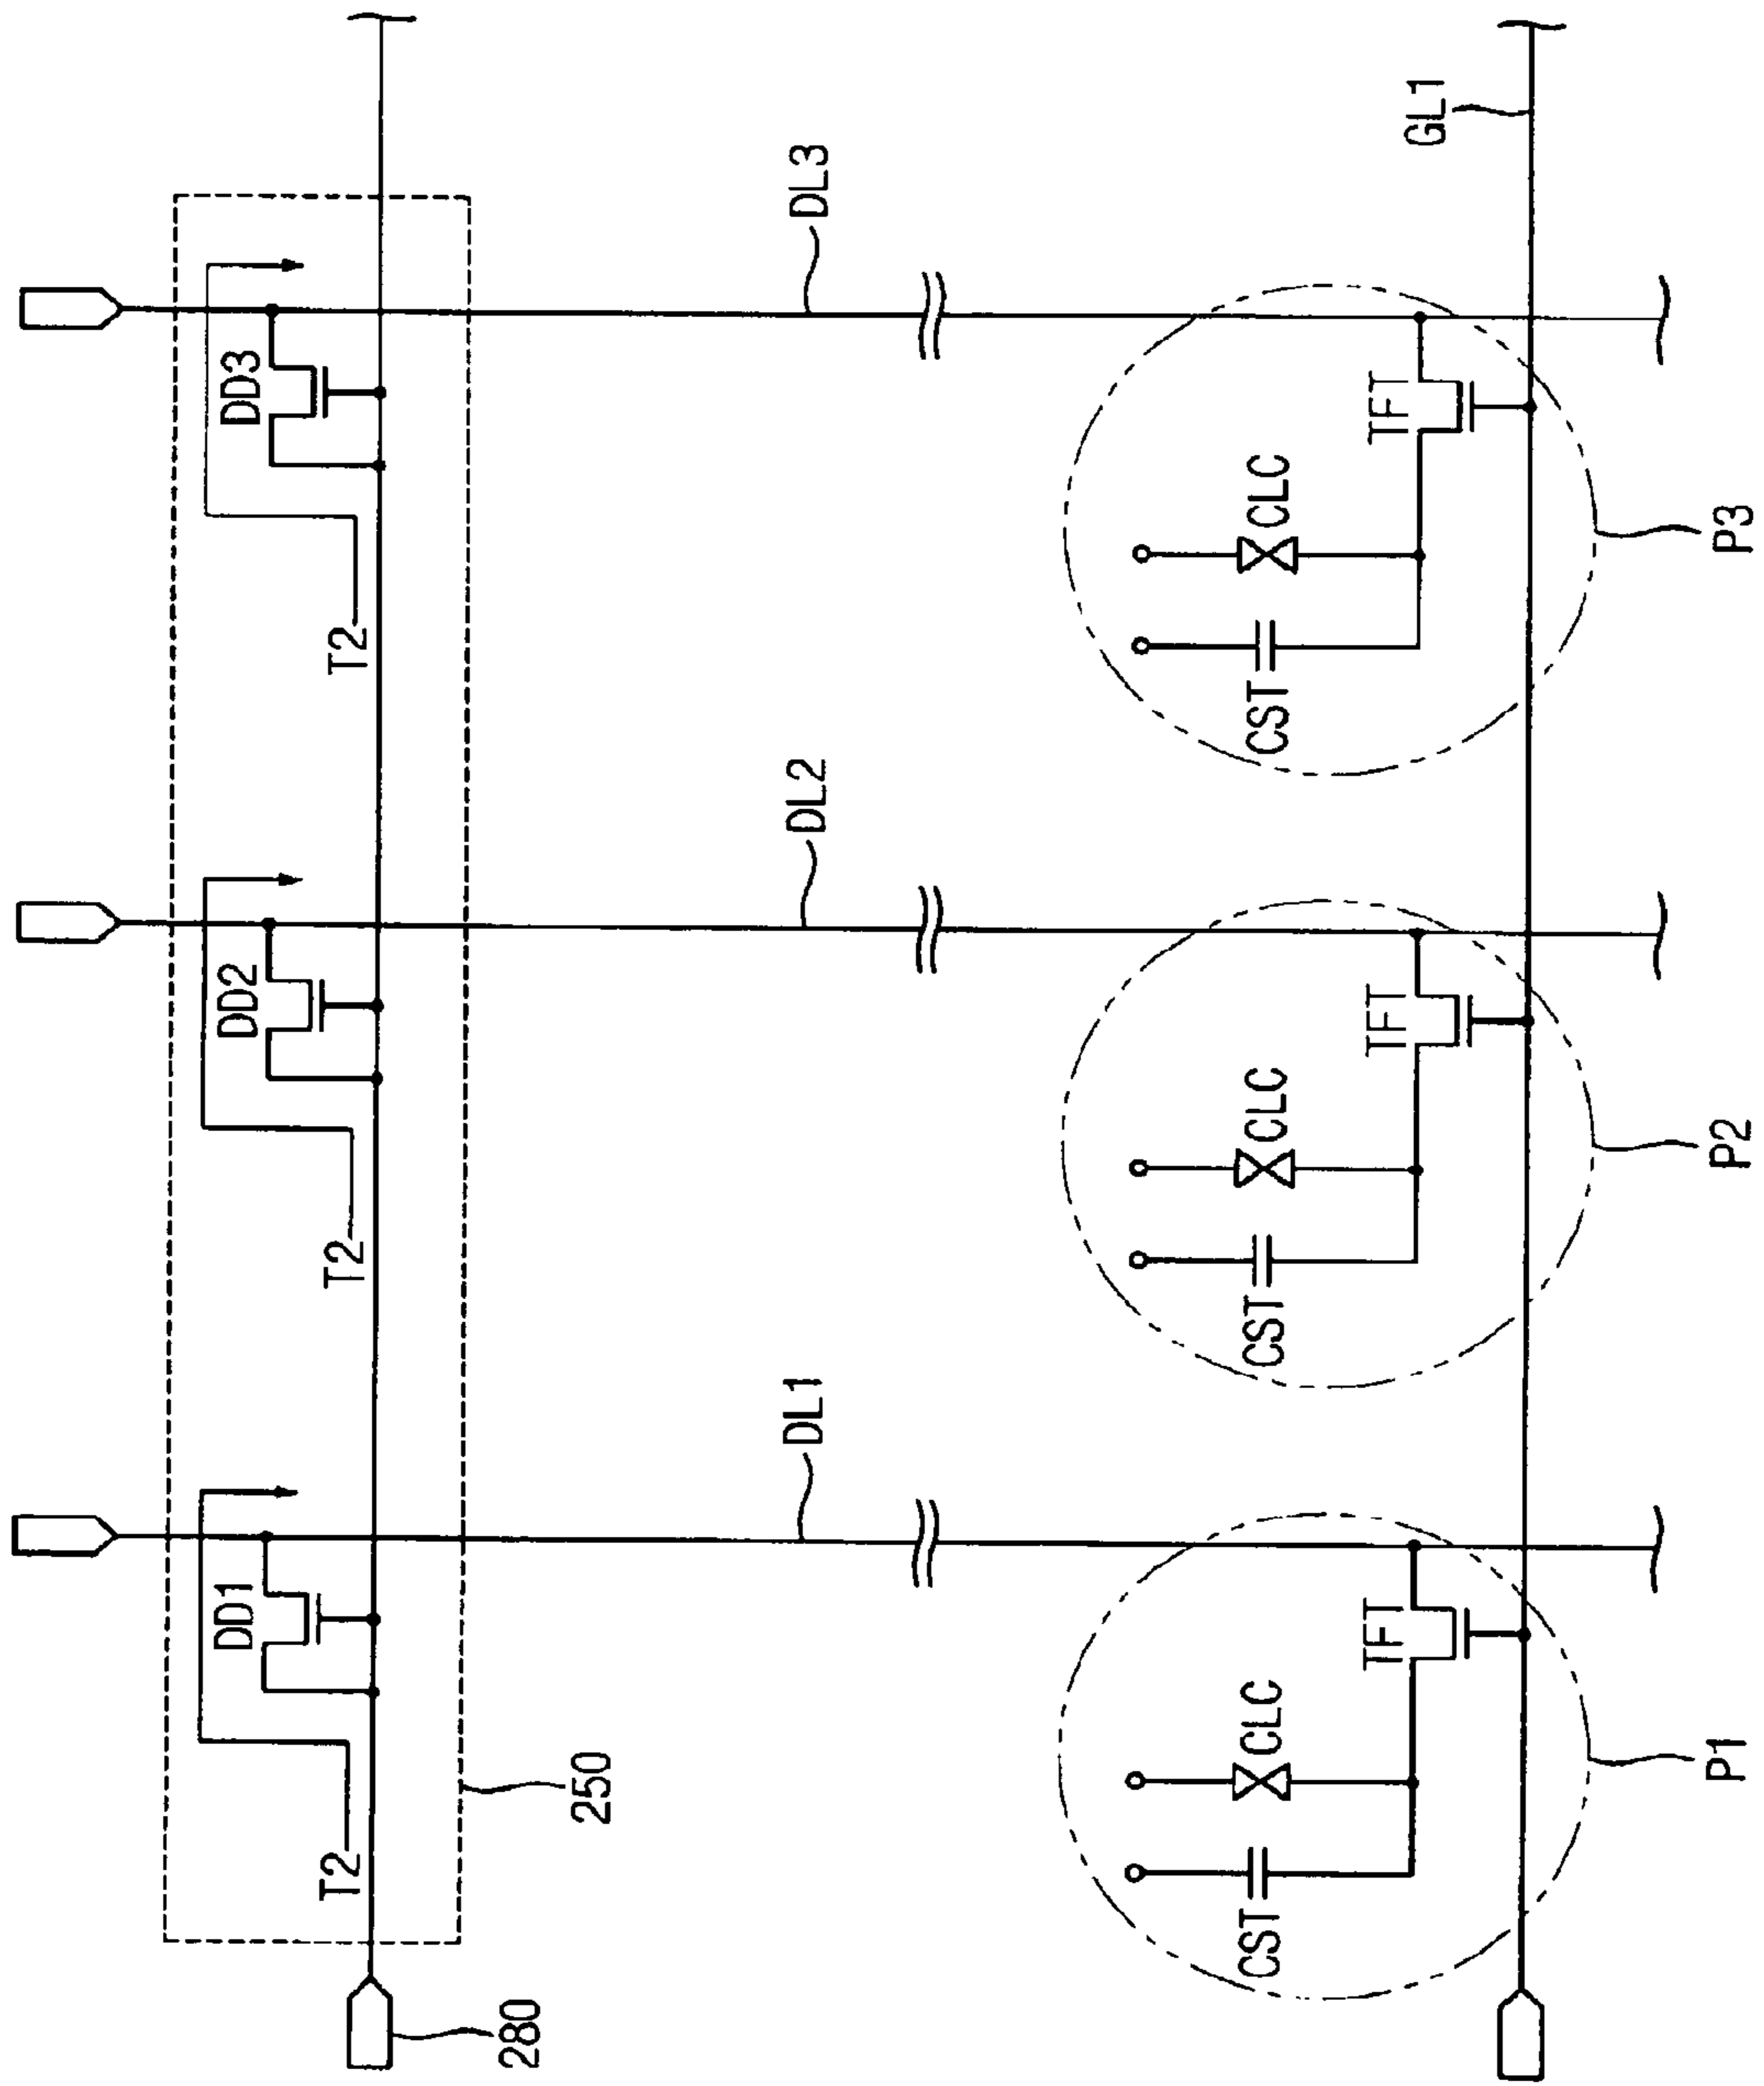 DD3
T2
DL3
GL1
TFT
CLC
CST
P3
DD2
T2
DL2
TFT
CLC
CST
P2
DD1
T2
DL1
250
280
TFT
CLC
CST
P1